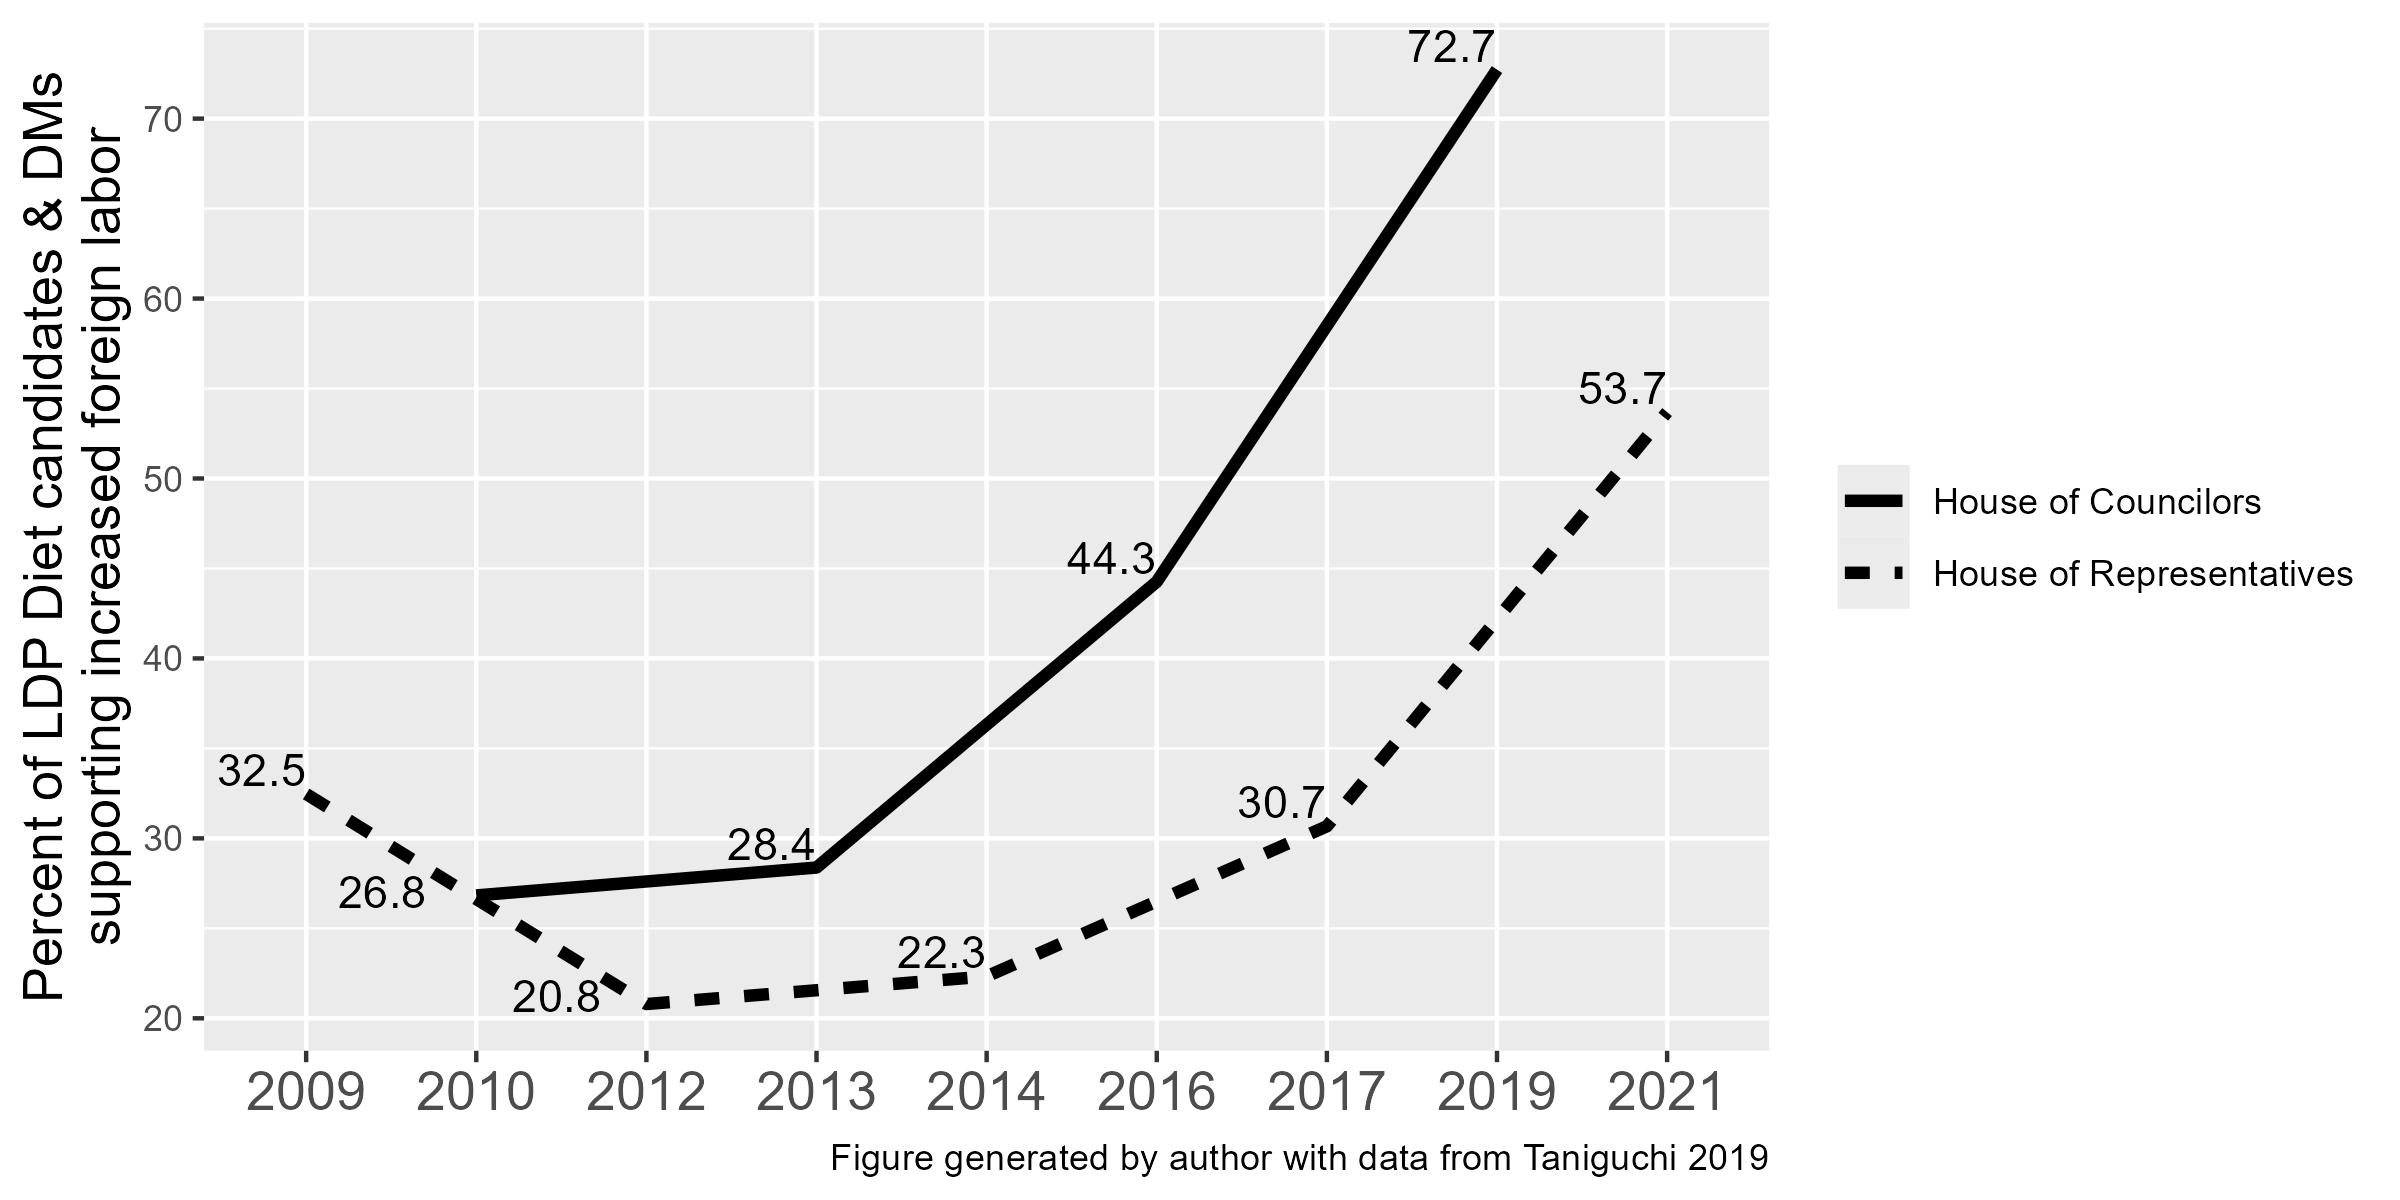 Percent of LDP Diet candidates & DMs
supporting increased foreign labor
70
60
50
40
30
20
72.7
53.7
44.3
32.5
30.7
28.4
26.8
22.3
20.8
2009 2010 2012 2013 2014 2016 2017 2019 2021
House of Councilors
House of Representatives
Figure generated by author with data from Taniguchi 2019